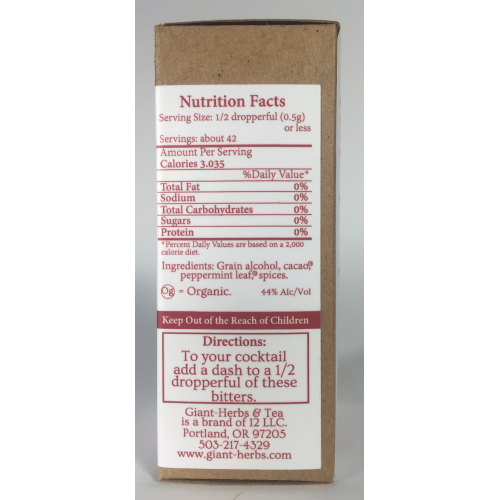 Nutrition Facts
Serving Size: 1/2 dropperful (0.5g)
or less
Servings: about 42
Amount Per Serving
Calories 3.035
%Daily Value*
Total Fat 0%
Sodium 0%
Total Carbohydrates 0%
Sugars 0%
Protein 0%
*Percent Daily Values are based on a 2,000
calorie diet.
Ingredients: Grain alcohol, cacao,
peppermint leaf, spices.
Og = Organic. 44% Alc/Vol
Keep Out of the Reach of Children
Directions:
To your cocktail
add a dash to a 1/2
dropperful of these
bitters.
Giant-Herbs & Tea
is a brand of 12 LLC.
Portland, OR 97205
503-217-4329
www.giant-herbs.com